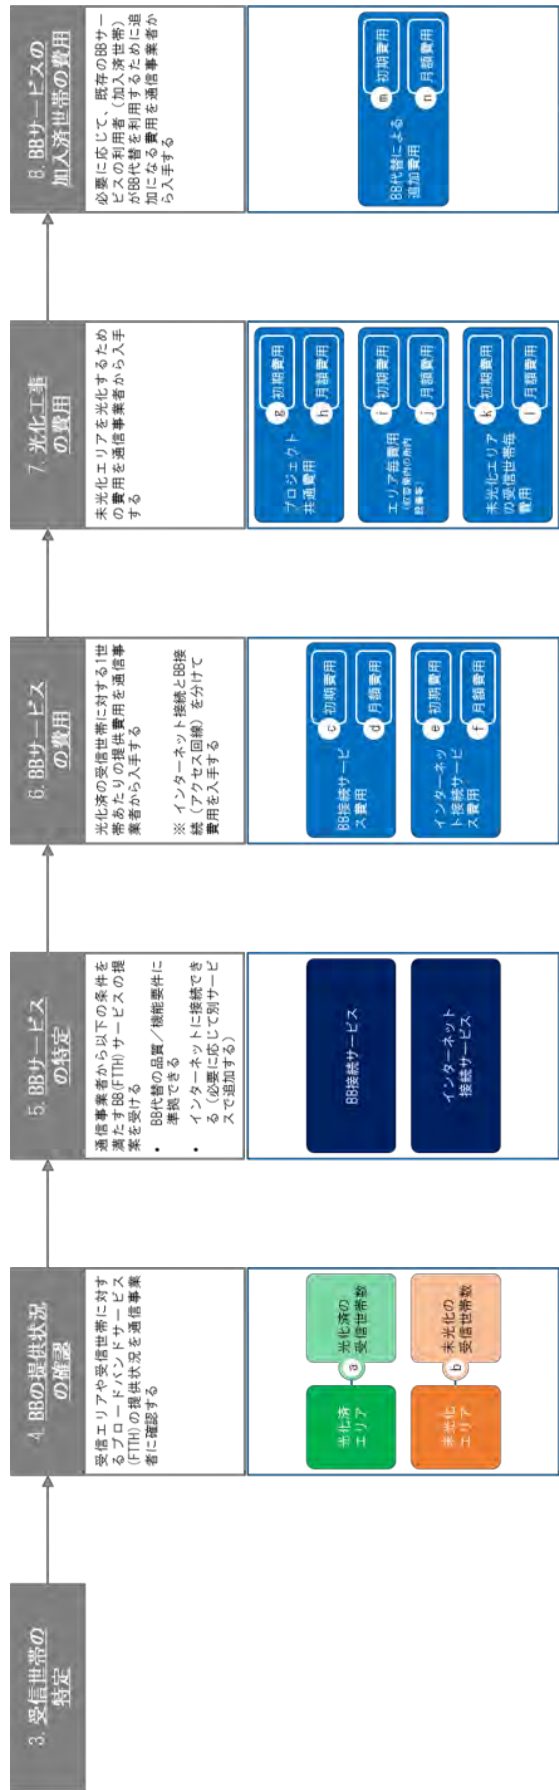 3. 受信世帯の
特定
4. BBの提供状況
の確認
受信エリアや受信世帯に対す
るブロードバンドサービス
(FTTH)の提供状況を通信事業
者に確認する
光化済
エリア
a
光化済の
受信世帯数
未光化
エリア
b
未光化の
受信世帯数
5. BBサービス
の特定
通信事業者から以下の条件を
満たすBB(FTTH)サービスの提
案を受ける
• BB代替の品質／機能要件に
準拠できる
• インターネットに接続でき
る(必要に応じて別サービ
スで追加する)
BB接続サービス
インターネット
接続サービス
6. BBサービス
の費用
光化済の受信世帯に対する1世
帯あたりの提供費用を通信事
業者から入手する
※ インターネット接続とBB接
続（アクセス回線）を分けて
費用を入手する
BB接続サービ
ス費用
c 初期費用
d 月額費用
インターネッ
ト接続サービ
ス費用
e 初期費用
f 月額費用
7. 光化工事
の費用
未光化エリアを光化するため
の費用を通信事業者から入手
する
プロジェクト
共通費用
g 初期費用
h 月額費用
エリア毎費用
(収容局内の所内
設備等)
i 初期費用
j 月額費用
未光化エリア
の受信世帯毎
費用
k 初期費用
l 月額費用
8. BBサービスの
加入済世帯の費用
必要に応じて、既存のBBサー
ビスの利用者（加入済世帯）
がBB代替を利用するために追
加になる費用を通信事業者か
ら入手する
BB代替による
追加費用
m 初期費用
n 月額費用